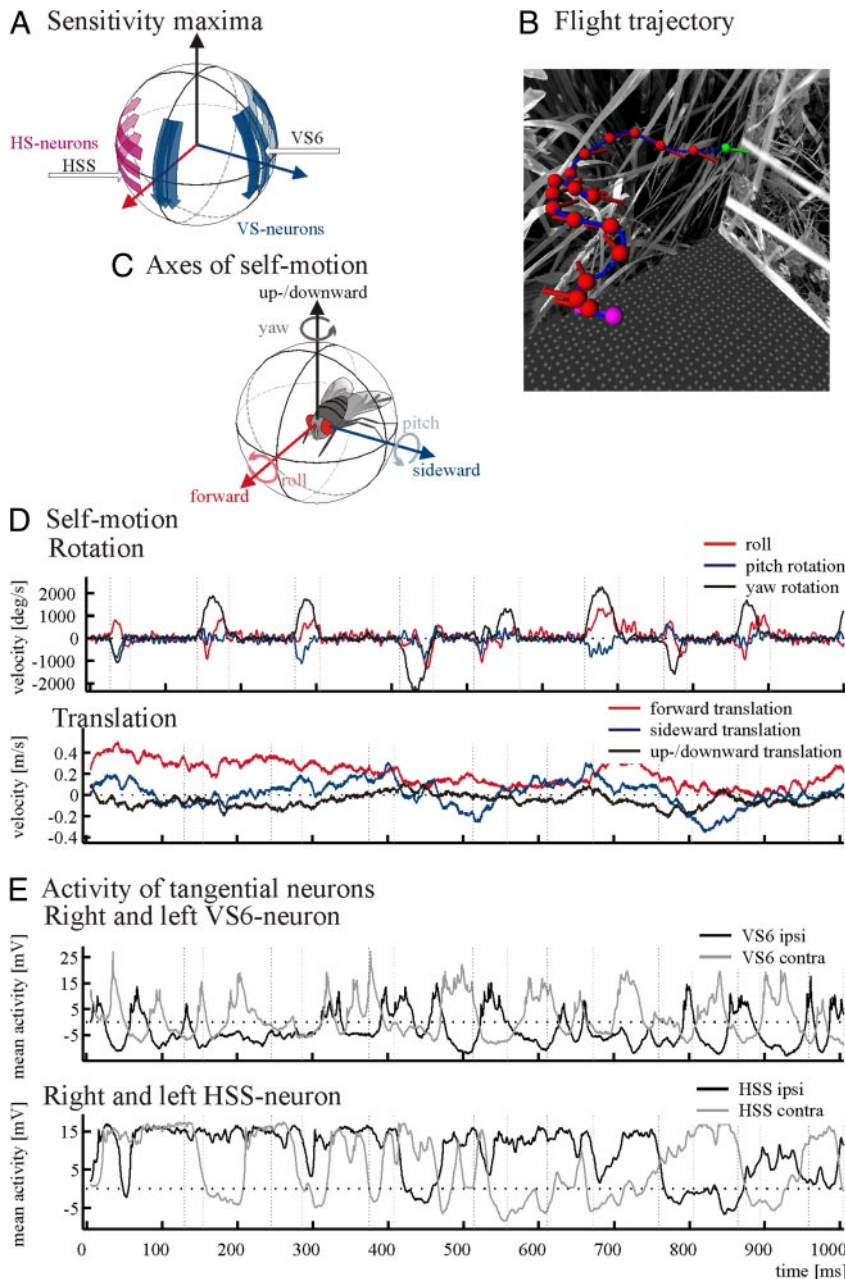 A Sensitivity maxima
HS-neurons
HSS
VS6
VS-neurons
B Flight trajectory
C Axes of self-motion
up-/downward
yaw
pitch
sideward
roll
forward
D Self-motion
Rotation
roll
pitch rotation
yaw rotation
velocity [deg/s]
2000
1000
0
-1000
-2000
Translation
forward translation
sideward translation
up-/downward translation
velocity [m/s]
0.4
0.2
0
-0.2
-0.4
E Activity of tangential neurons
Right and left VS6-neuron
VS6 ipsi
VS6 contra
mean activity [mV]
25
15
5
-5
Right and left HSS-neuron
HSS ipsi
HSS contra
mean activity [mV]
15
5
-5
0 100 200 300 400 500 600 700 800 900 1000
time [ms]